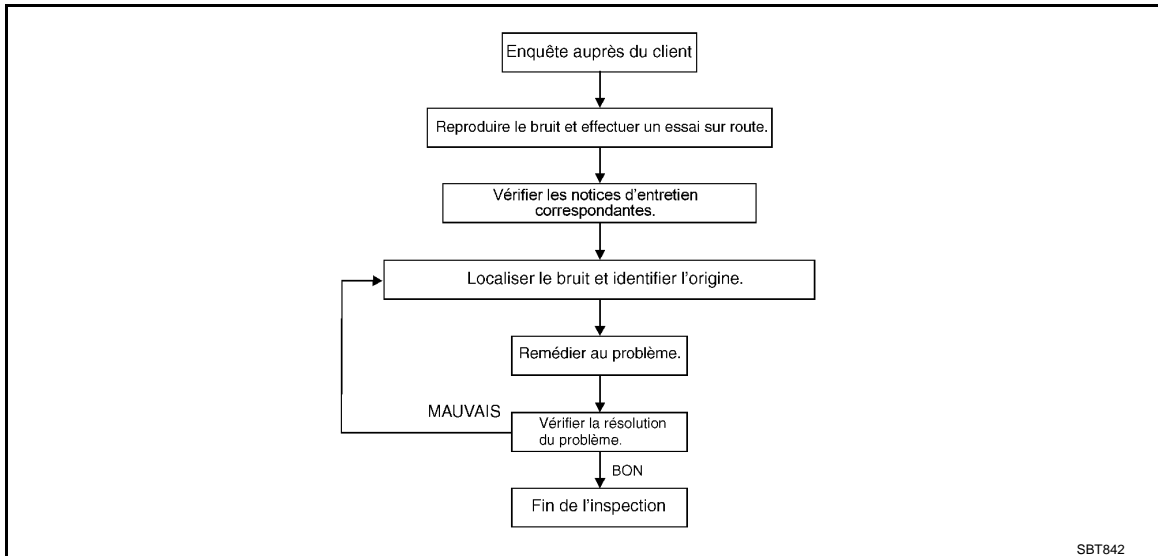 Enquête auprès du client
Reproduire le bruit et effectuer un essai sur route.
Vérifier les notices d'entretien
correspondantes.
Localiser le bruit et identifier l'origine.
Remédier au problème.
MAUVAIS
Vérifier la résolution
du problème.
BON
Fin de l'inspection
SBT842